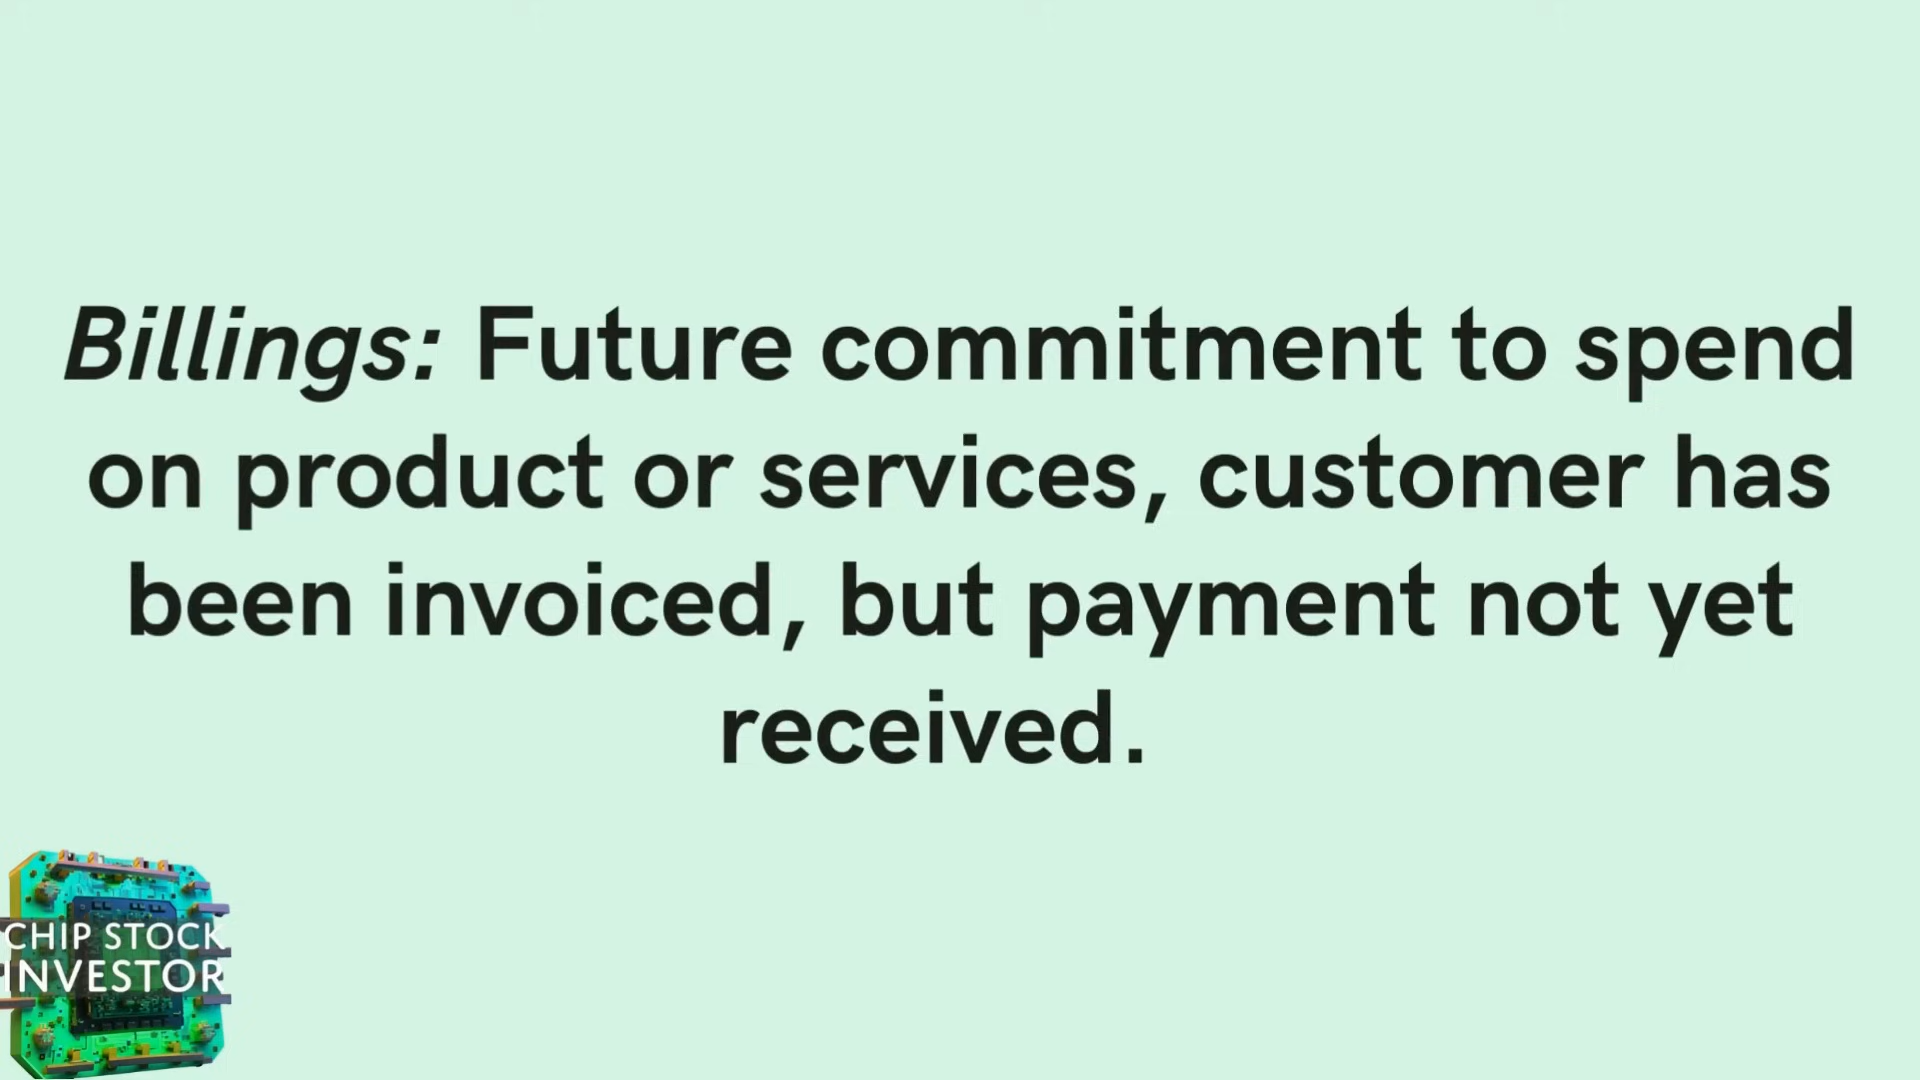 Billings: Future commitment to spend
on product or services, customer has
been invoiced, but payment not yet
received.
CHIP STOCK
INVESTOR